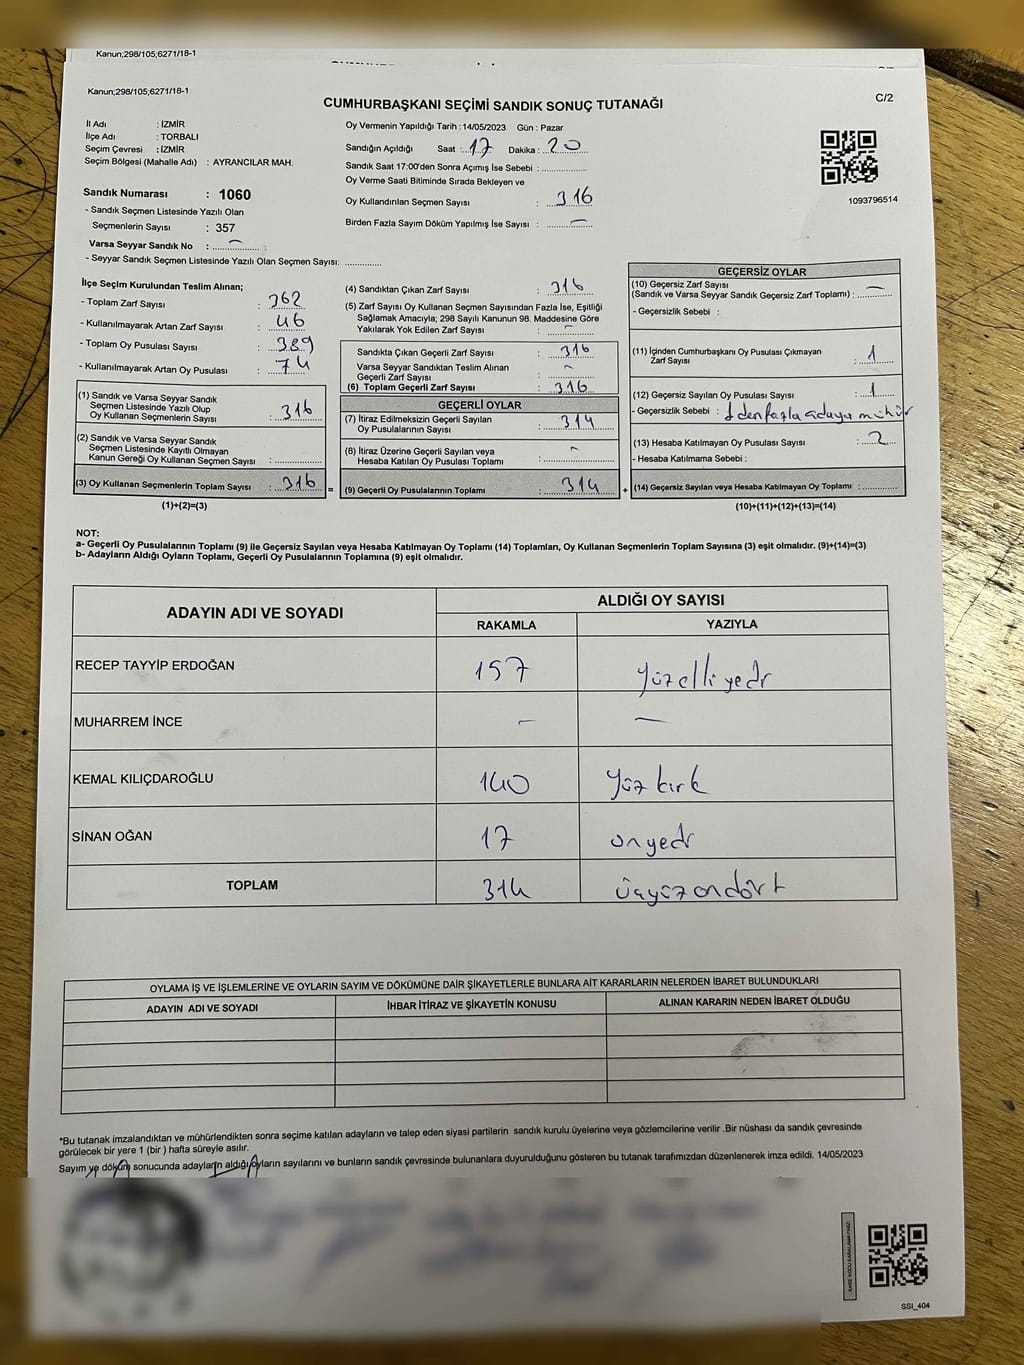 Kanun;298/105;6271/18-1
Kanun;298/105;6271/18-1
CUMHURBAŞKANI SEÇİMİ SANDIK SONUÇ TUTANAĞI
C/2
İl Adı : İZMİR
İlçe Adı : TORBALI
Seçim Çevresi : İZMİR
Seçim Bölgesi (Mahalle Adı) : AYRANCILAR MAH.
Sandık Numarası : 1060
- Sandık Seçmen Listesinde Yazılı Olan
Seçmenlerin Sayısı : 357
Varsa Seyyar Sandık No : –
- Seyyar Sandık Seçmen Listesinde Yazılı Olan Seçmen Sayısı: ............
Oy Vermenin Yapıldığı Tarih : 14/05/2023 Gün : Pazar
Sandığın Açıldığı Saat : 17 Dakika : 20
Sandık Saat 17:00'den Sonra Açımış İse Sebebi : ............
Oy Verme Saati Bitiminde Sırada Bekleyen ve
Oy Kullandırılan Seçmen Sayısı : 316
Birden Fazla Sayım Döküm Yapılmış İse Sayısı : –
1093796514
İlçe Seçim Kurulundan Teslim Alınan;
- Toplam Zarf Sayısı : 362
- Kullanılmayarak Artan Zarf Sayısı : 46
- Toplam Oy Pusulası Sayısı : 389
- Kullanılmayarak Artan Oy Pusulası : 74
(1) Sandık ve Varsa Seyyar Sandık
Seçmen Listesinde Yazılı Olup
Oy Kullanan Seçmenlerin Sayısı : 316
(2) Sandık ve Varsa Seyyar Sandık
Seçmen Listesinde Kayıtlı Olmayan
Kanun Gereği Oy Kullanan Seçmen Sayısı : ............
(3) Oy Kullanan Seçmenlerin Toplam Sayısı : 316 =
(1)+(2)=(3)
(4) Sandıktan Çıkan Zarf Sayısı : 316
(5) Zarf Sayısı Oy Kullanan Seçmen Sayısından Fazla İse, Eşitliği
Sağlamak Amacıyla; 298 Sayılı Kanunun 98. Maddesine Göre
Yakılarak Yok Edilen Zarf Sayısı : –
Sandıkta Çıkan Geçerli Zarf Sayısı : 316
Varsa Seyyar Sandıktan Teslim Alınan
Geçerli Zarf Sayısı : –
(6) Toplam Geçerli Zarf Sayısı : 316
GEÇERLİ OYLAR
(7) İtiraz Edilmeksizin Geçerli Sayılan
Oy Pusulalarının Sayısı : 314
(8) İtiraz Üzerine Geçerli Sayılan veya
Hesaba Katılan Oy Pusulası Toplamı : –
(9) Geçerli Oy Pusulalarının Toplamı : 314 +
GEÇERSİZ OYLAR
(10) Geçersiz Zarf Sayısı
(Sandık ve Varsa Seyyar Sandık Geçersiz Zarf Toplamı) : –
- Geçersizlik Sebebi :
(11) İçinden Cumhurbaşkanı Oy Pusulası Çıkmayan
Zarf Sayısı : 1
(12) Geçersiz Sayılan Oy Pusulası Sayısı : 1
- Geçersizlik Sebebi : 1 den fazla adaya mühür
(13) Hesaba Katılmayan Oy Pusulası Sayısı : 2
- Hesaba Katılmama Sebebi :
(14) Geçersiz Sayılan veya Hesaba Katılmayan Oy Toplamı : ............
(10)+(11)+(12)+(13)=(14)
NOT:
a- Geçerli Oy Pusulalarının Toplamı (9) ile Geçersiz Sayılan veya Hesaba Katılmayan Oy Toplamı (14) Toplamları, Oy Kullanan Seçmenlerin Toplam Sayısına (3) eşit olmalıdır. (9)+(14)=(3)
b- Adayların Aldığı Oyların Toplamı, Geçerli Oy Pusulalarının Toplamına (9) eşit olmalıdır.
ADAYIN ADI VE SOYADI
ALDIĞI OY SAYISI
RAKAMLA YAZIYLA
RECEP TAYYİP ERDOĞAN 157 yüzelli yedi
MUHARREM İNCE – –
KEMAL KILIÇDAROĞLU 140 Yüz kırk
SİNAN OĞAN 17 onyedi
TOPLAM 314 üçyüz ondört
OYLAMA İŞ VE İŞLEMLERİNE VE OYLARIN SAYIM VE DÖKÜMÜNE DAİR ŞİKAYETLERLE BUNLARA AİT KARARLARIN NELERDEN İBARET BULUNDUKLARI
ADAYIN ADI VE SOYADI İHBAR İTİRAZ VE ŞİKAYETİN KONUSU ALINAN KARARIN NEDEN İBARET OLDUĞU
*Bu tutanak imzalandıktan ve mühürlendikten sonra seçime katılan adayların ve talep eden siyasi partilerin sandık kurulu üyelerine veya gözlemcilerine verilir .Bir nüshası da sandık çevresinde
görülecek bir yere 1 (bir ) hafta süreyle asılır.
Sayım ve döküm sonucunda adayların aldığı oyların sayılarını ve bunların sandık çevresinde bulunanlara duyurulduğunu gösteren bu tutanak tarafımızdan düzenlenerek imza edildi. 14/05/2023
SSI_404